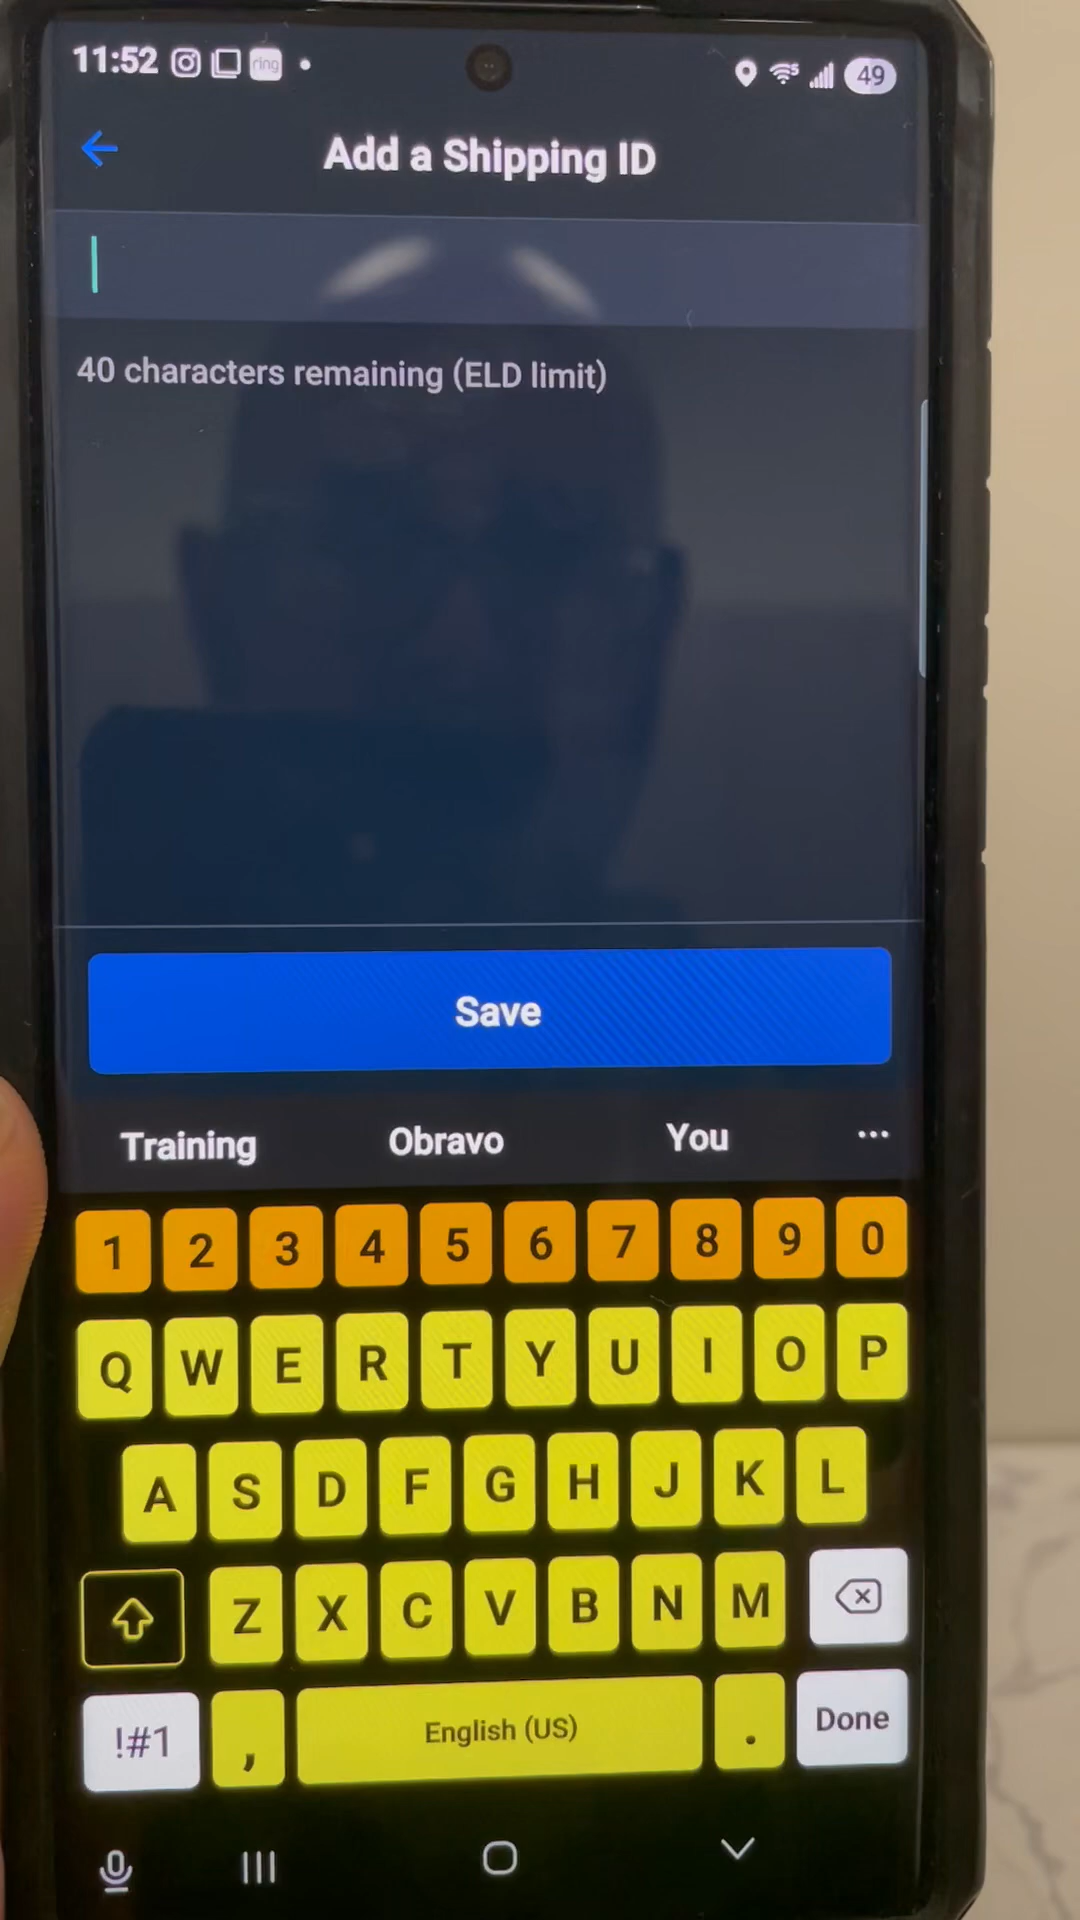 11:52 ring 49
Add a Shipping ID
40 characters remaining (ELD limit)
Save
Training Obravo You ...
1 2 3 4 5 6 7 8 9 0
Q W E R T Y U I O P
A S D F G H J K L
Z X C V B N M
!#1 , English (US) . Done